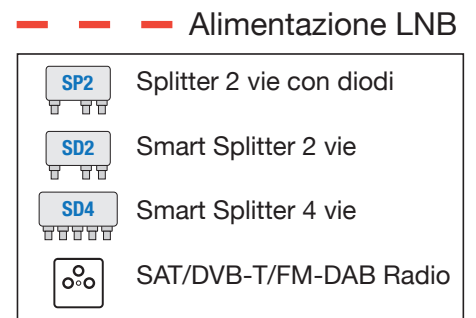 Alimentazione LNB
SP2 Splitter 2 vie con diodi
SD2 Smart Splitter 2 vie
SD4 Smart Splitter 4 vie
SAT/DVB-T/FM-DAB Radio